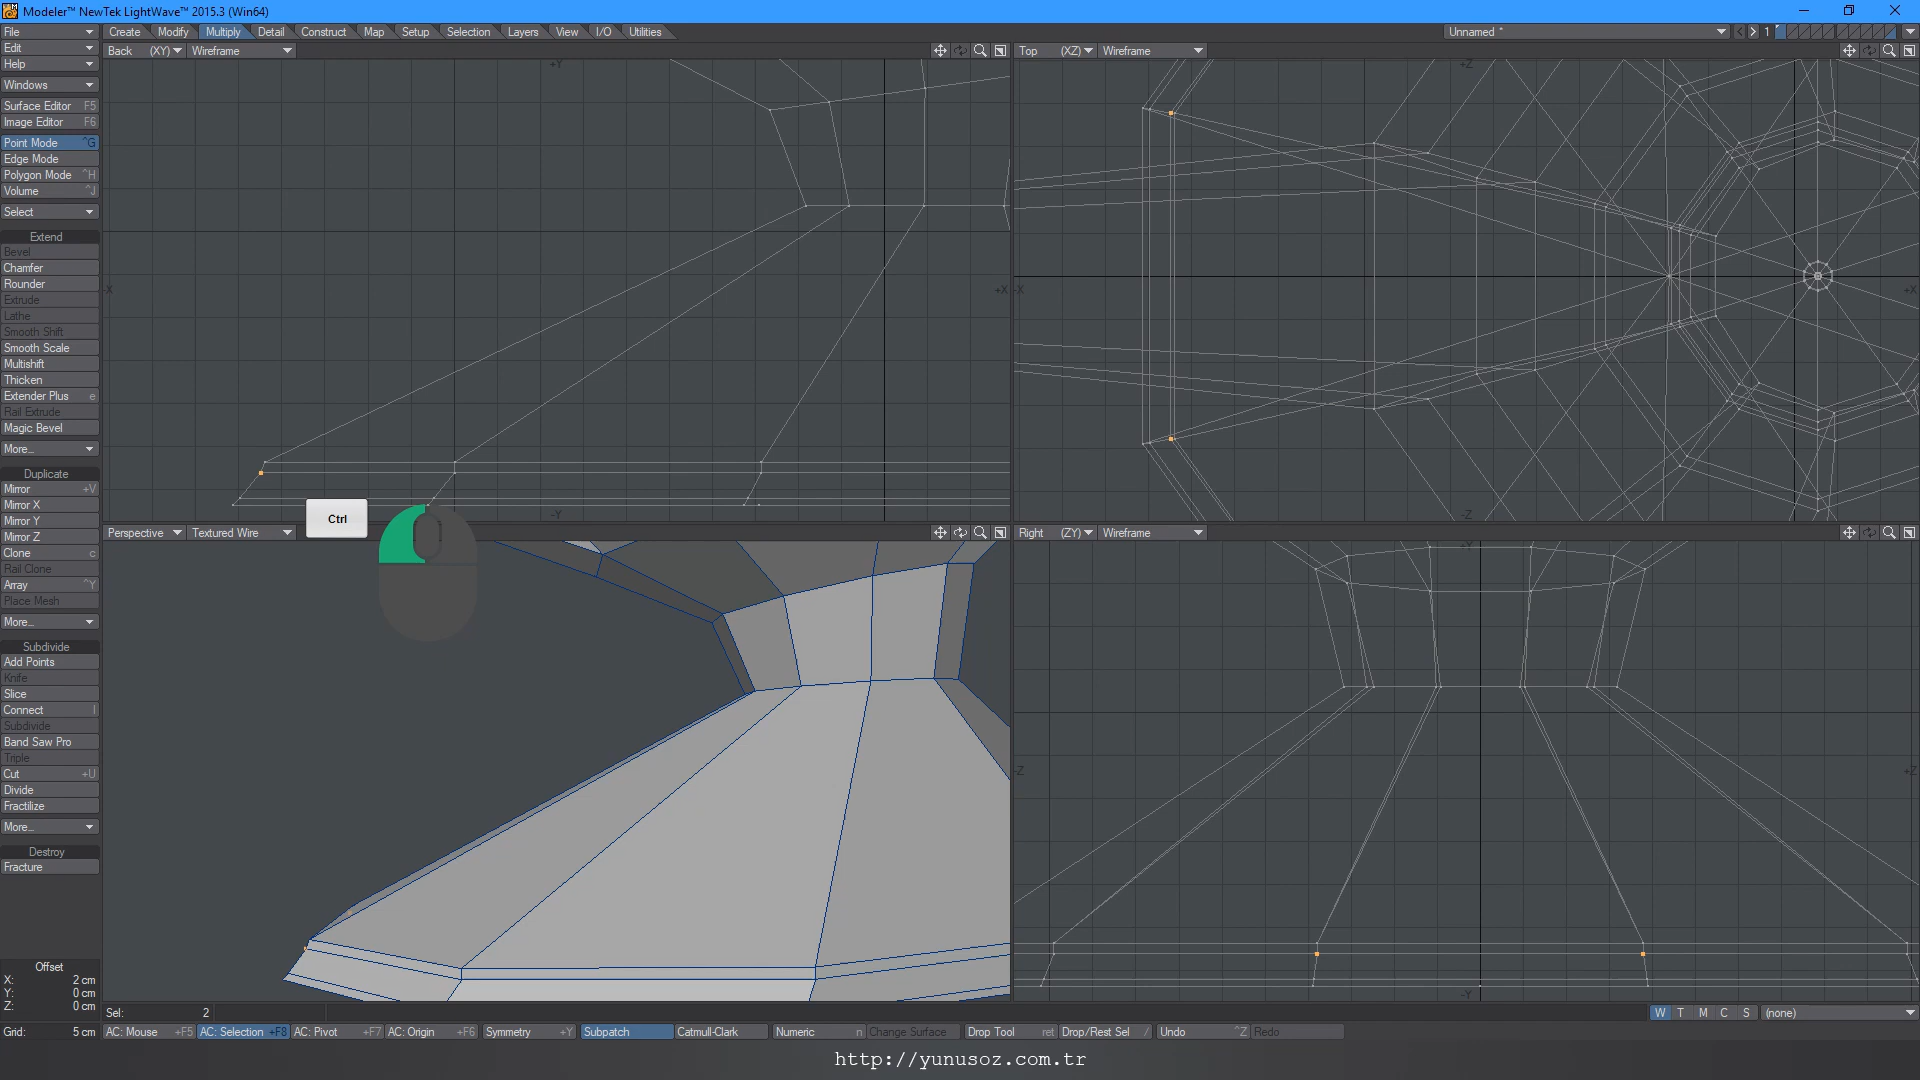 Modeler™ NewTek LightWave™ 2015.3 (Win64)
File
Create Modify Multiply Detail Construct Map Setup Selection Layers View I/O Utilities
Unnamed *
1
Edit
Help
Back (XY) Wireframe
Top (XZ) Wireframe
Windows
Surface Editor F5
Image Editor F6
Point Mode ^G
Edge Mode
Polygon Mode ^H
Volume ^J
Select
Extend
Bevel
Chamfer
Rounder
Extrude
Lathe
Smooth Shift
Smooth Scale
Multishift
Thicken
Extender Plus e
Rail Extrude
Magic Bevel
More...
Duplicate
Mirror +V
Mirror X
Mirror Y
Mirror Z
Clone c
Rail Clone
Array ^Y
Place Mesh
More...
Subdivide
Add Points
Knife
Slice
Connect l
Subdivide
Band Saw Pro
Triple
Cut +U
Divide
Fractilize
More...
Destroy
Fracture
+Y
-X
+X
-Y
+Z
-X
+X
-Z
Ctrl
Perspective Textured Wire
Right (ZY) Wireframe
+Y
-Z
+Z
-Y
Offset
X: 2 cm
Y: 0 cm
Z: 0 cm
Grid: 5 cm
Sel: 2
W T M C S (none)
AC: Mouse +F5 AC: Selection +F8 AC: Pivot +F7 AC: Origin +F6 Symmetry +Y Subpatch Catmull-Clark Numeric n Change Surface Drop Tool ret Drop/Rest Sel / Undo ^Z Redo
http://yunusoz.com.tr